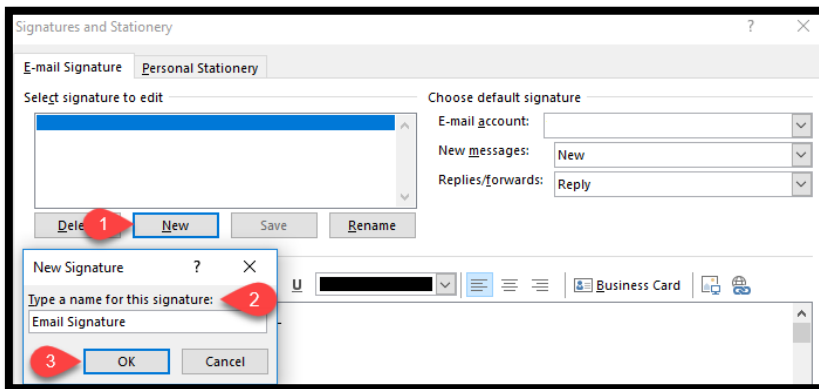 Signatures and Stationery ?
E-mail Signature Personal Stationery
Select signature to edit Choose default signature
E-mail account:
New messages: New
Replies/forwards: Reply
1 New Save Rename
New Signature ?
U Business Card
Type a name for this signature: 2
Email Signature
3 OK Cancel